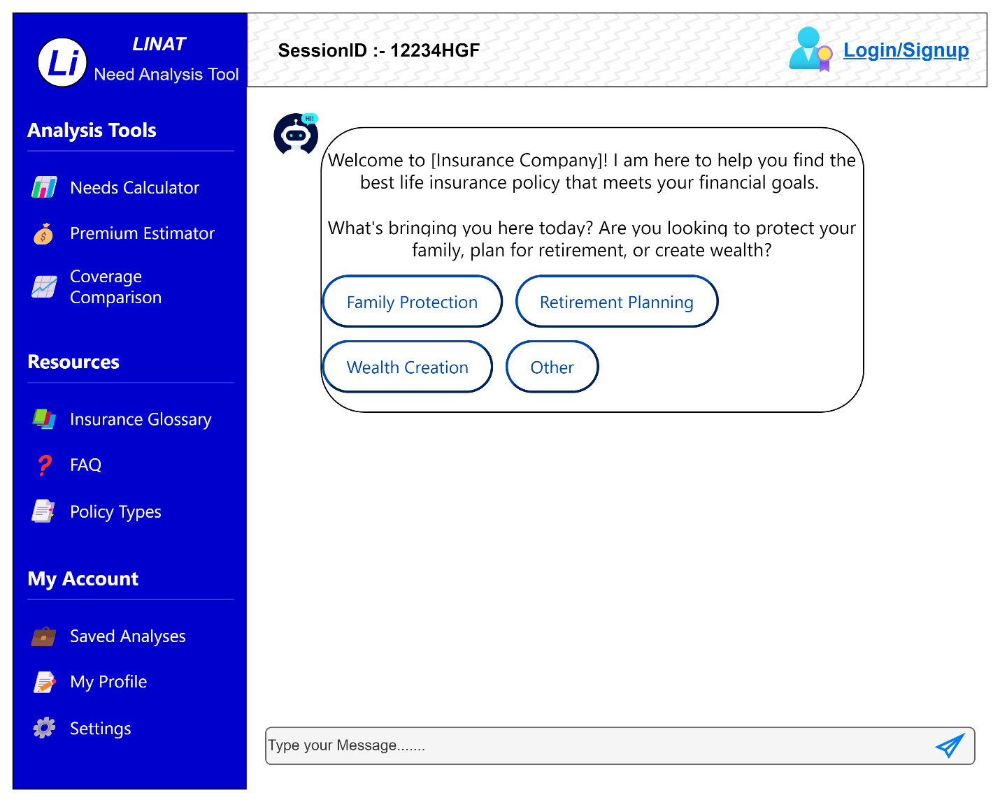 Li
LINAT
Need Analysis Tool
SessionID :- 12234HGF
Login/Signup
Analysis Tools
Needs Calculator
Premium Estimator
Coverage
Comparison
Resources
Insurance Glossary
FAQ
Policy Types
My Account
Saved Analyses
My Profile
Settings
HI!
Welcome to [Insurance Company]! I am here to help you find the
best life insurance policy that meets your financial goals.
What's bringing you here today? Are you looking to protect your
family, plan for retirement, or create wealth?
Family Protection
Retirement Planning
Wealth Creation
Other
Type your Message.......